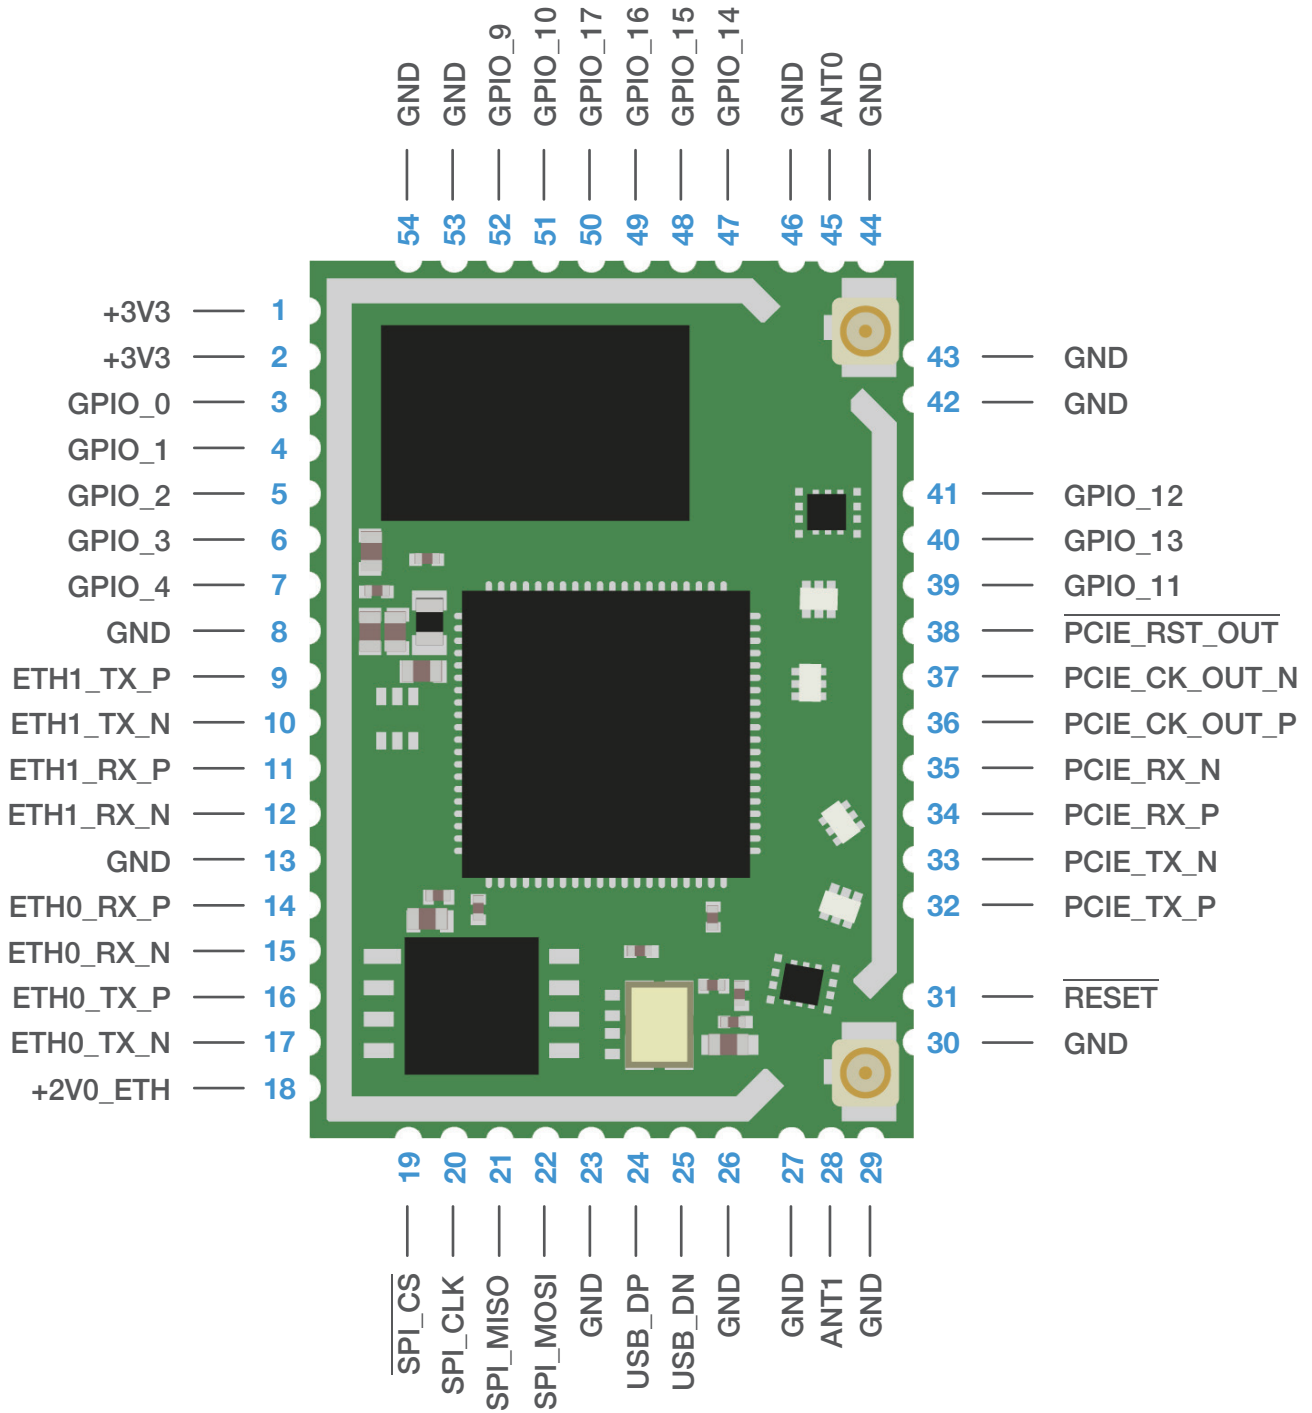 GND
GND
GPIO_9
GPIO_10
GPIO_17
GPIO_16
GPIO_15
GPIO_14
GND
ANT0
GND
54
53
52
51
50
49
48
47
46
45
44
+3V3 1
+3V3 2
GPIO_0 3
GPIO_1 4
GPIO_2 5
GPIO_3 6
GPIO_4 7
GND 8
ETH1_TX_P 9
ETH1_TX_N 10
ETH1_RX_P 11
ETH1_RX_N 12
GND 13
ETH0_RX_P 14
ETH0_RX_N 15
ETH0_TX_P 16
ETH0_TX_N 17
+2V0_ETH 18
43 GND
42 GND
41 GPIO_12
40 GPIO_13
39 GPIO_11
38 PCIE_RST_OUT
37 PCIE_CK_OUT_N
36 PCIE_CK_OUT_P
35 PCIE_RX_N
34 PCIE_RX_P
33 PCIE_TX_N
32 PCIE_TX_P
31 RESET
30 GND
19
20
21
22
23
24
25
26
27
28
29
SPI_CS
SPI_CLK
SPI_MISO
SPI_MOSI
GND
USB_DP
USB_DN
GND
GND
ANT1
GND